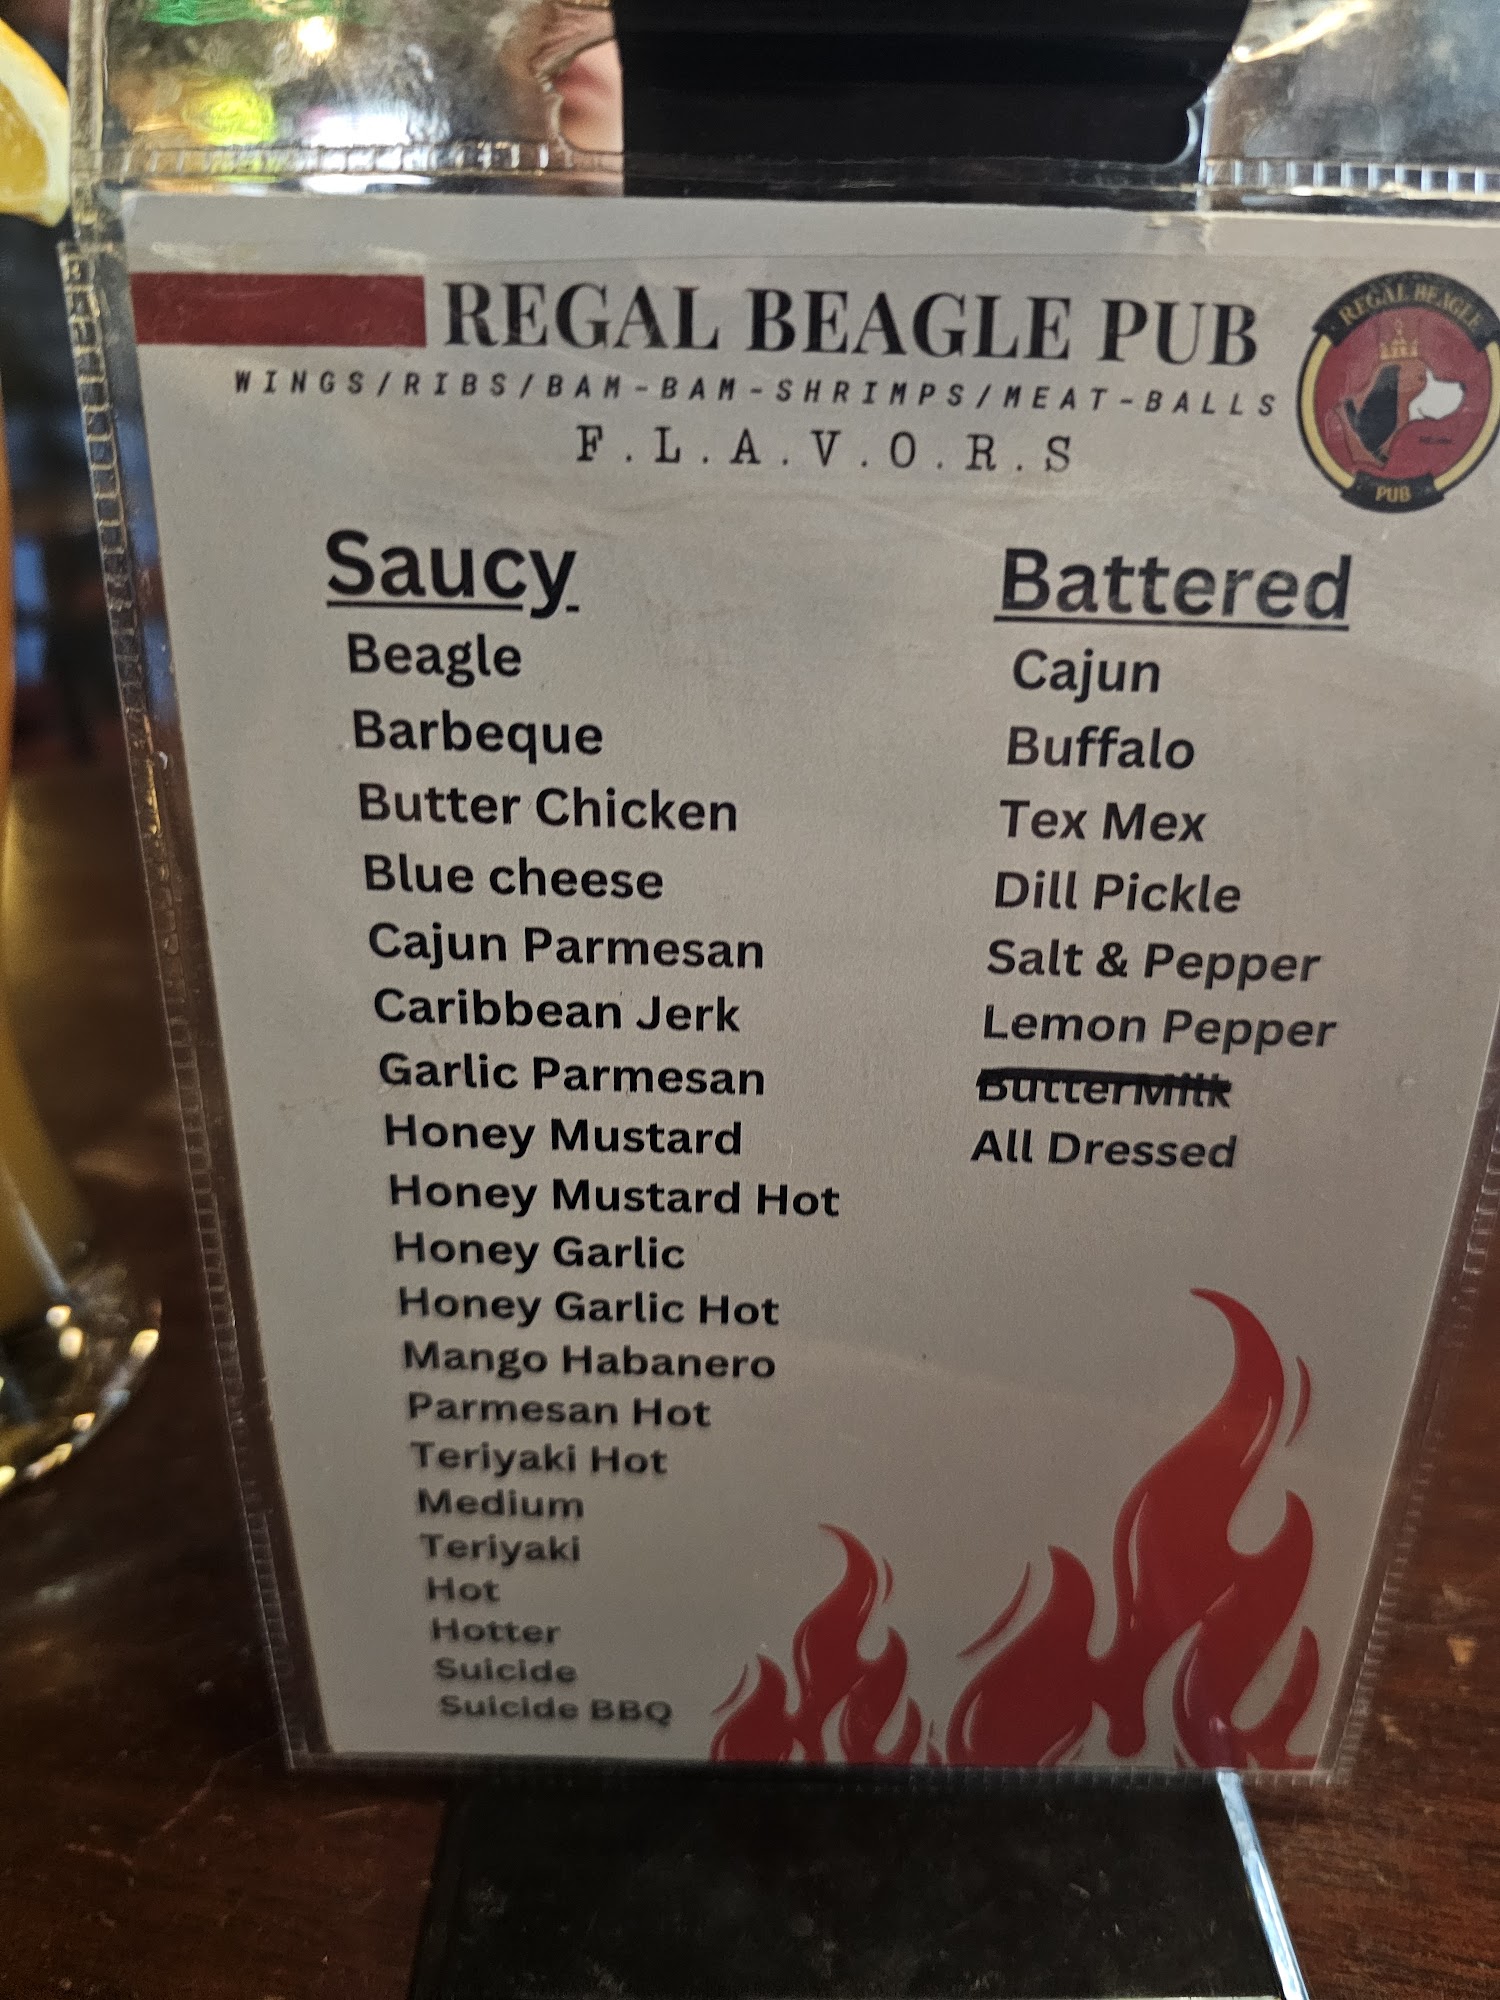 REGAL BEAGLE PUB
WINGS/RIBS/BAM-BAM-SHRIMPS/MEAT-BALLS
F.L.A.V.O.R.S
REGAL BEAGLE
PUB
Saucy
Beagle
Barbeque
Butter Chicken
Blue cheese
Cajun Parmesan
Caribbean Jerk
Garlic Parmesan
Honey Mustard
Honey Mustard Hot
Honey Garlic
Honey Garlic Hot
Mango Habanero
Parmesan Hot
Teriyaki Hot
Medium
Teriyaki
Hot
Hotter
Suicide
Suicide BBQ
Battered
Cajun
Buffalo
Tex Mex
Dill Pickle
Salt & Pepper
Lemon Pepper
ButterMilk
All Dressed